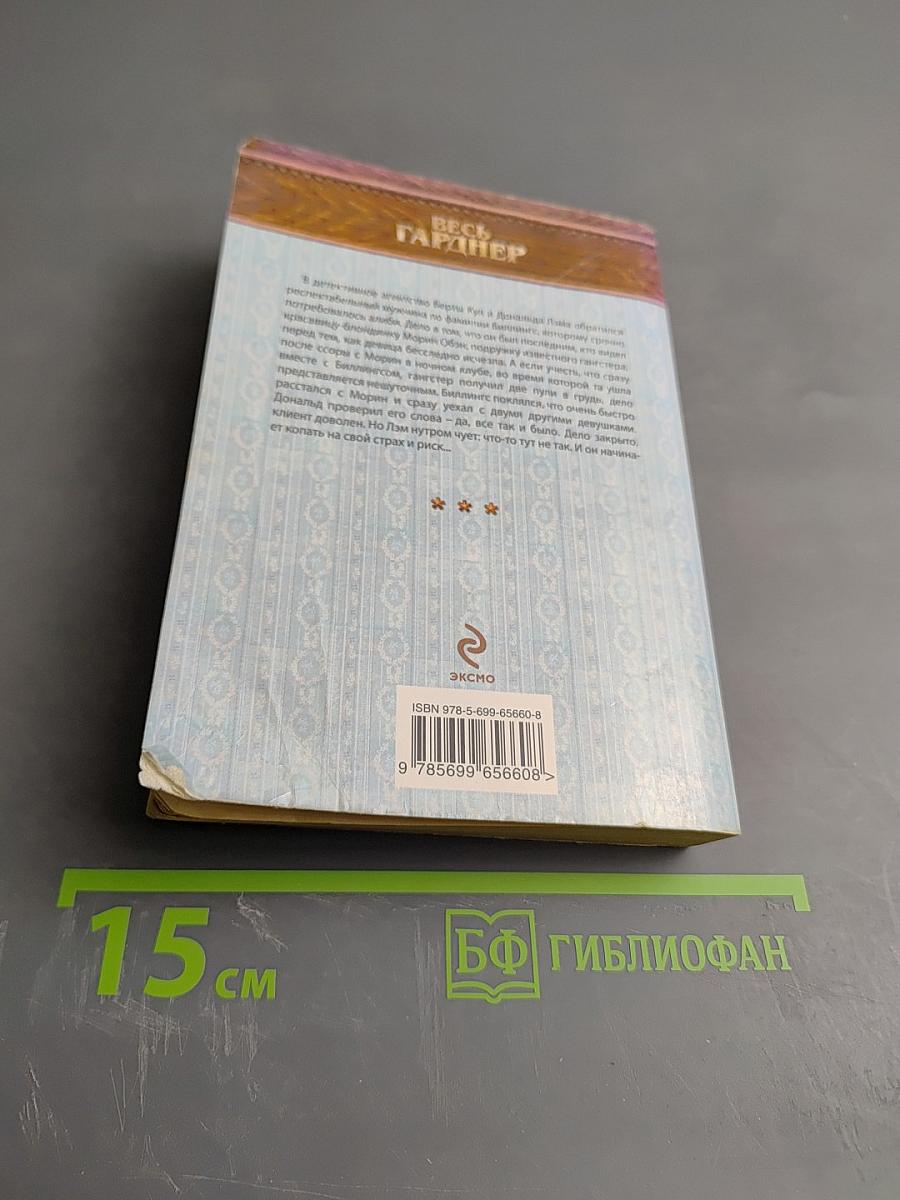 ВЕСЬ
ГАРДНЕР
В детективное агентство Берты Кул и Дональда Лэма обратился
респектабельный мужчина по фамилии Биллингс, которому срочно
потребовалось алиби. Дело в том, что он был последним, кто видел
красавицу-блондинку Морин Обэн, подружку известного гангстера,
перед тем, как девица бесследно исчезла. А если учесть, что сразу
после ссоры с Морин в ночном клубе, во время которой та ушла
вместе с Биллингсом, гангстер получил две пули в грудь, дело
представляется нешуточным. Биллингс поклялся, что очень быстро
расстался с Морин и сразу уехал с двумя другими девушками.
Дональд проверил его слова – да, все так и было. Дело закрыто,
клиент доволен. Но Лэм нутром чует: что-то тут не так. И он начина-
ет копать на свой страх и риск...
* * *
ЭКСМО
ISBN 978-5-699-65660-8
9 785699 656608 >
15 см
БФ ГИБЛИОФАН